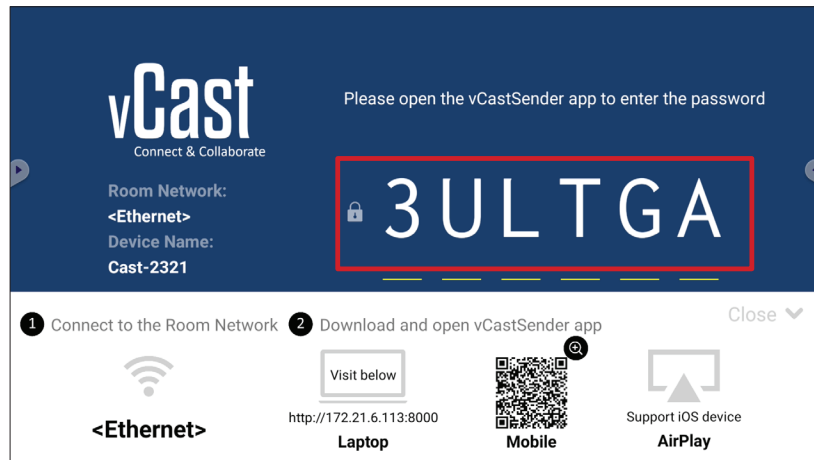 vCast
Connect & Collaborate
Please open the vCastSender app to enter the password
Room Network:
<Ethernet>
Device Name:
Cast-2321
3ULTGA
1 Connect to the Room Network
2 Download and open vCastSender app
Close
<Ethernet>
Visit below
http://172.21.6.113:8000
Laptop
Mobile
Support iOS device
AirPlay